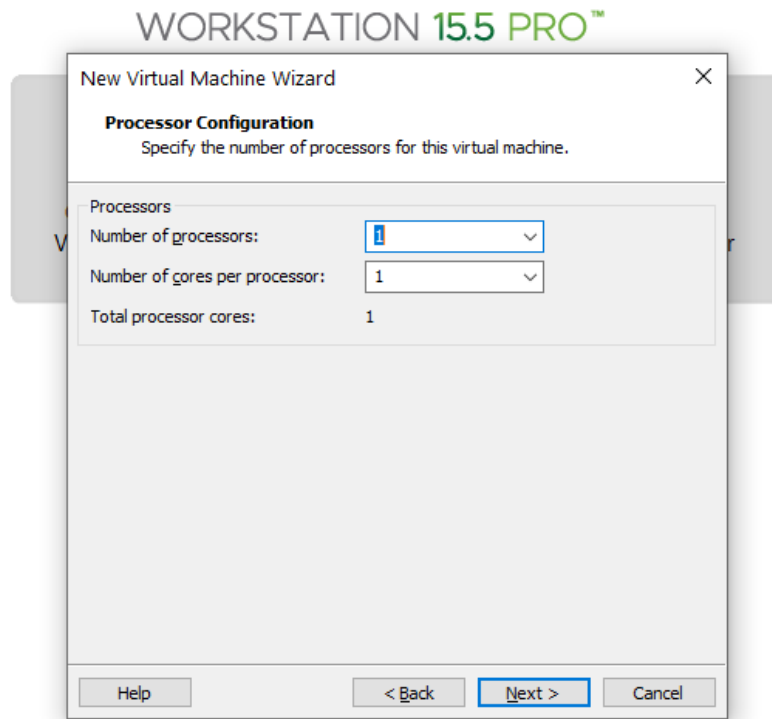 WORKSTATION 15.5 PRO™
New Virtual Machine Wizard
Processor Configuration
Specify the number of processors for this virtual machine.
Processors
Number of processors: 1
Number of cores per processor: 1
Total processor cores: 1
V
r
Help < Back Next > Cancel